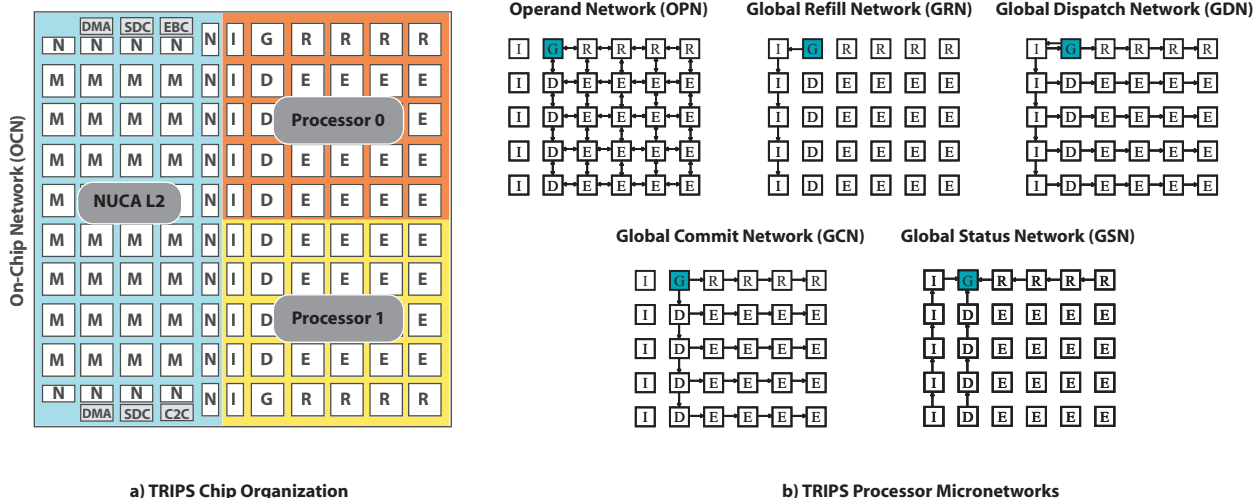 On-Chip Network (OCN)
DMA SDC EBC
N N N N N I G R R R R
M M M M N I D E E E E
M M M M N I D Processor 0 E
M M M M N I D E E E E
M NUCA L2 N I D E E E E
M M M M N I D E E E E
M M M M N I D E E E E
M M M M N I D Processor 1 E
M M M M N I D E E E E
N N N N N I G R R R R
DMA SDC C2C
a) TRIPS Chip Organization
Operand Network (OPN)
I G R R R R
I D E E E E
I D E E E E
I D E E E E
I D E E E E
Global Refill Network (GRN)
I G R R R R
I D E E E E
I D E E E E
I D E E E E
I D E E E E
Global Dispatch Network (GDN)
I G R R R R
I D E E E E
I D E E E E
I D E E E E
I D E E E E
Global Commit Network (GCN)
I G R R R R
I D E E E E
I D E E E E
I D E E E E
I D E E E E
Global Status Network (GSN)
I G R R R R
I D E E E E
I D E E E E
I D E E E E
I D E E E E
b) TRIPS Processor Micronetworks